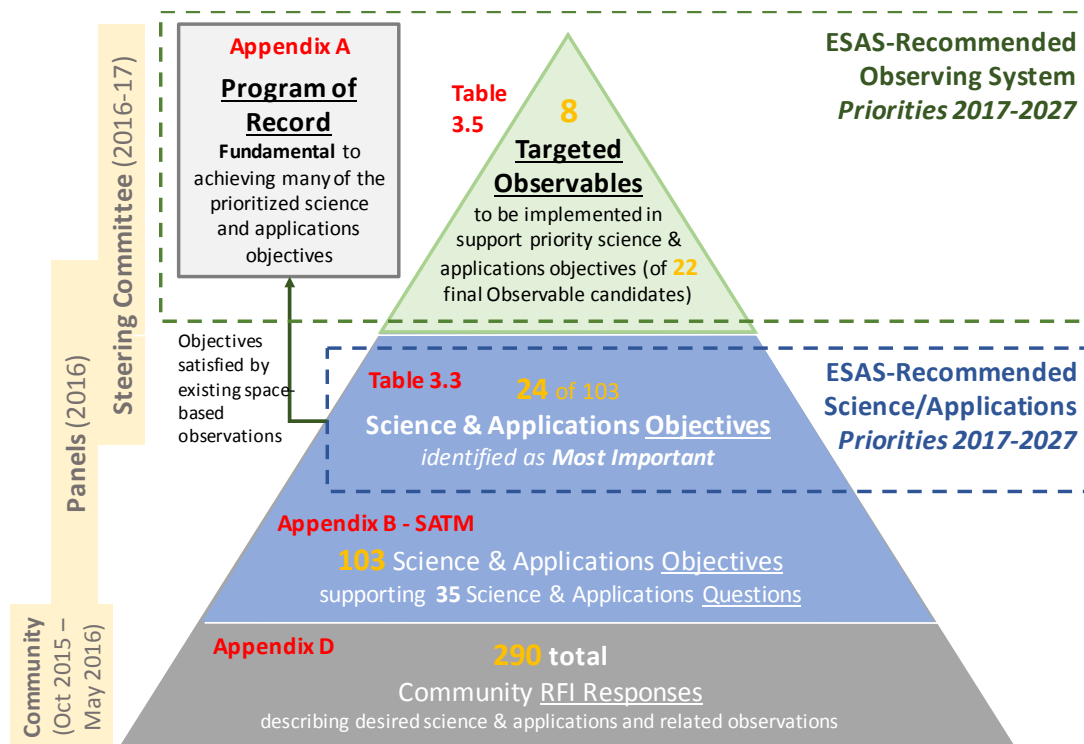 Appendix A
Program of
Record
Fundamental to
achieving many of the
prioritized science
and applications
objectives
Table
3.5
8
Targeted
Observables
to be implemented in
support priority science &
applications objectives (of 22
final Observable candidates)
ESAS-Recommended
Observing System
Priorities 2017-2027
Steering Committee (2016-17)
Panels (2016)
Community
(Oct 2015 –
May 2016)
Objectives
satisfied by
existing space-
based
observations
Table 3.3
24 of 103
Science & Applications Objectives
identified as Most Important
ESAS-Recommended
Science/Applications
Priorities 2017-2027
Appendix B - SATM
103 Science & Applications Objectives
supporting 35 Science & Applications Questions
Appendix D
290 total
Community RFI Responses
describing desired science & applications and related observations